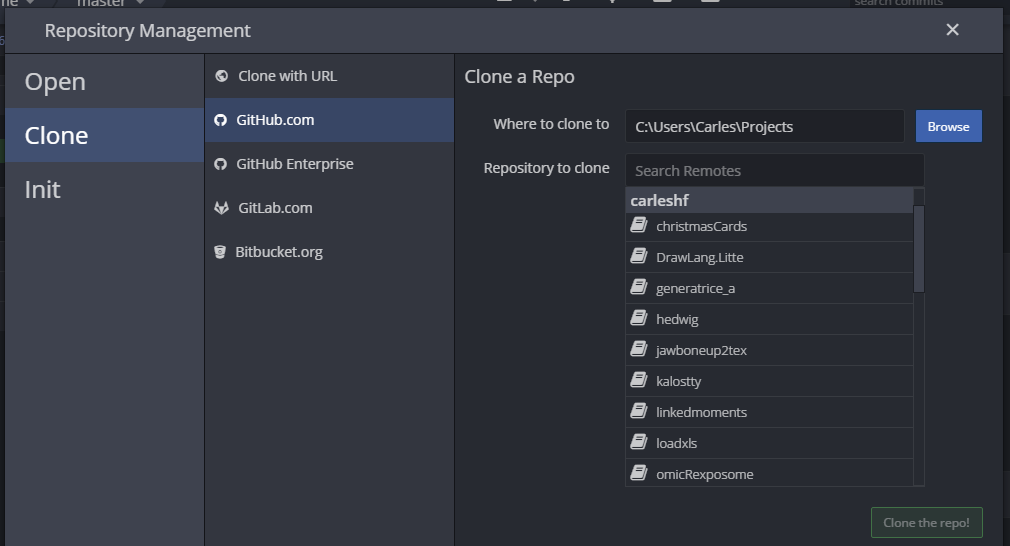 master
search commits
Repository Management
Open
Clone
Init
Clone with URL
GitHub.com
GitHub Enterprise
GitLab.com
Bitbucket.org
Clone a Repo
Where to clone to
C:\Users\Carles\Projects
Browse
Repository to clone
Search Remotes
carleshf
christmasCards
DrawLang.Litte
generatrice_a
hedwig
jawboneup2tex
kalostty
linkedmoments
loadxls
omicRexposome
Clone the repo!